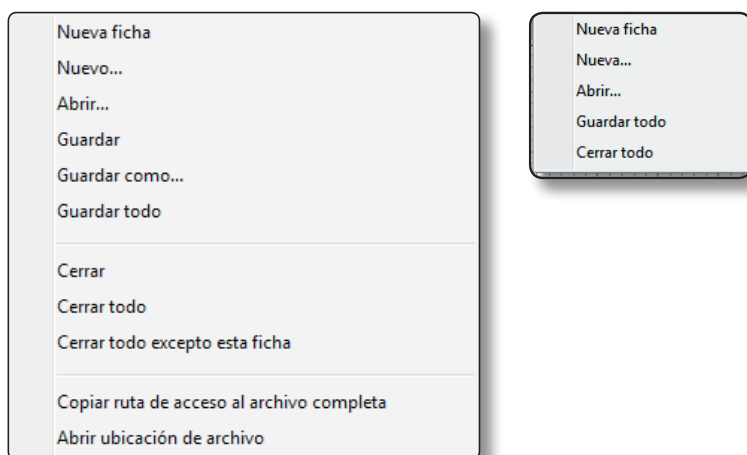 Nueva ficha
Nuevo...
Abrir...
Guardar
Guardar como...
Guardar todo
Cerrar
Cerrar todo
Cerrar todo excepto esta ficha
Copiar ruta de acceso al archivo completa
Abrir ubicación de archivo
Nueva ficha
Nueva...
Abrir...
Guardar todo
Cerrar todo